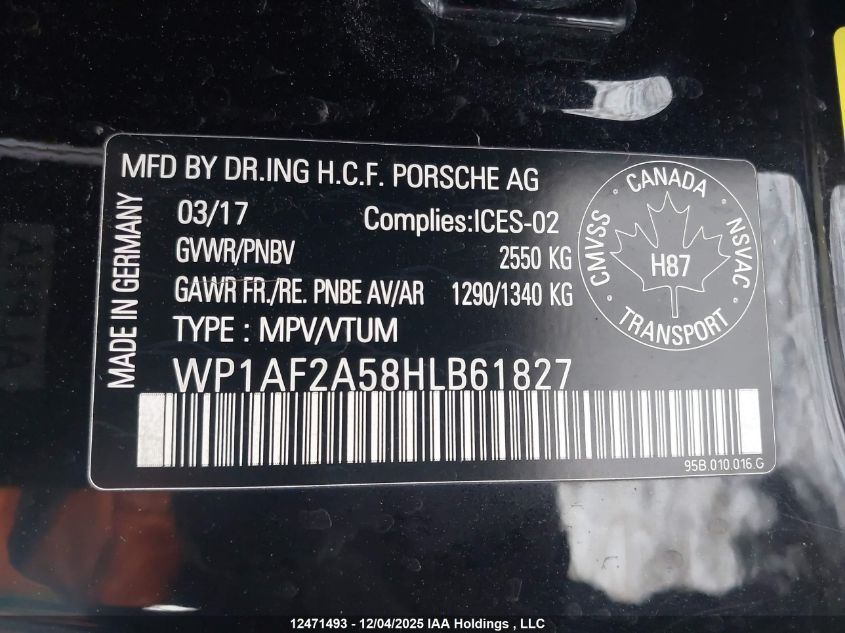 MFD BY DR.ING H.C.F. PORSCHE AG
03/17 Complies:ICES-02
GVWR/PNBV 2550 KG
GAWR FR./RE. PNBE AV/AR 1290/1340 KG
TYPE : MPV/VTUM
WP1AF2A58HLB61827
MADE IN GERMANY
CANADA
CMVSS
NSVAC
H87
TRANSPORT
95B.010.016.G
12471493 - 12/04/2025 IAA Holdings , LLC